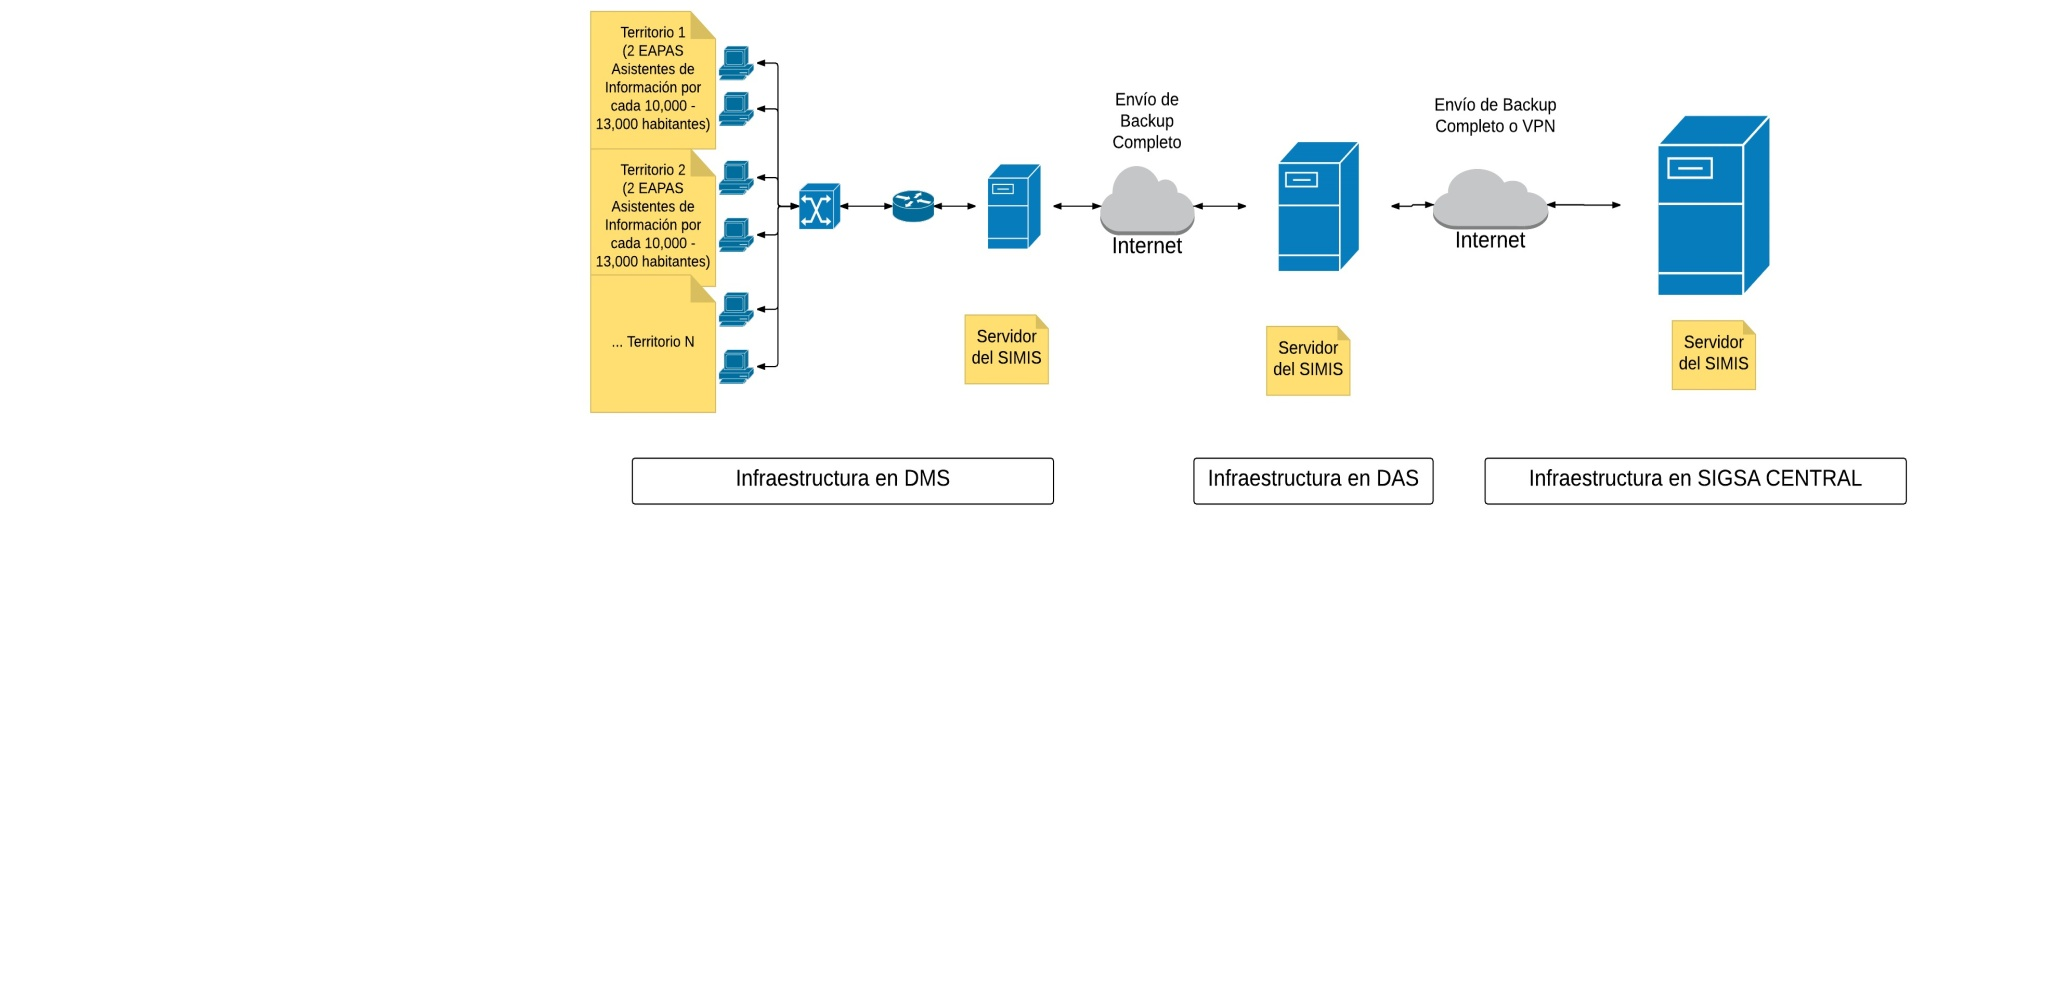 Territorio 1
(2 EAPAS
Asistentes de
Información por
cada 10,000 -
13,000 habitantes)
Territorio 2
(2 EAPAS
Asistentes de
Información por
cada 10,000 -
13,000 habitantes)
... Territorio N
Envío de
Backup
Completo
Internet
Envío de Backup
Completo o VPN
Internet
Servidor
del SIMIS
Servidor
del SIMIS
Servidor
del SIMIS
Infraestructura en DMS
Infraestructura en DAS
Infraestructura en SIGSA CENTRAL